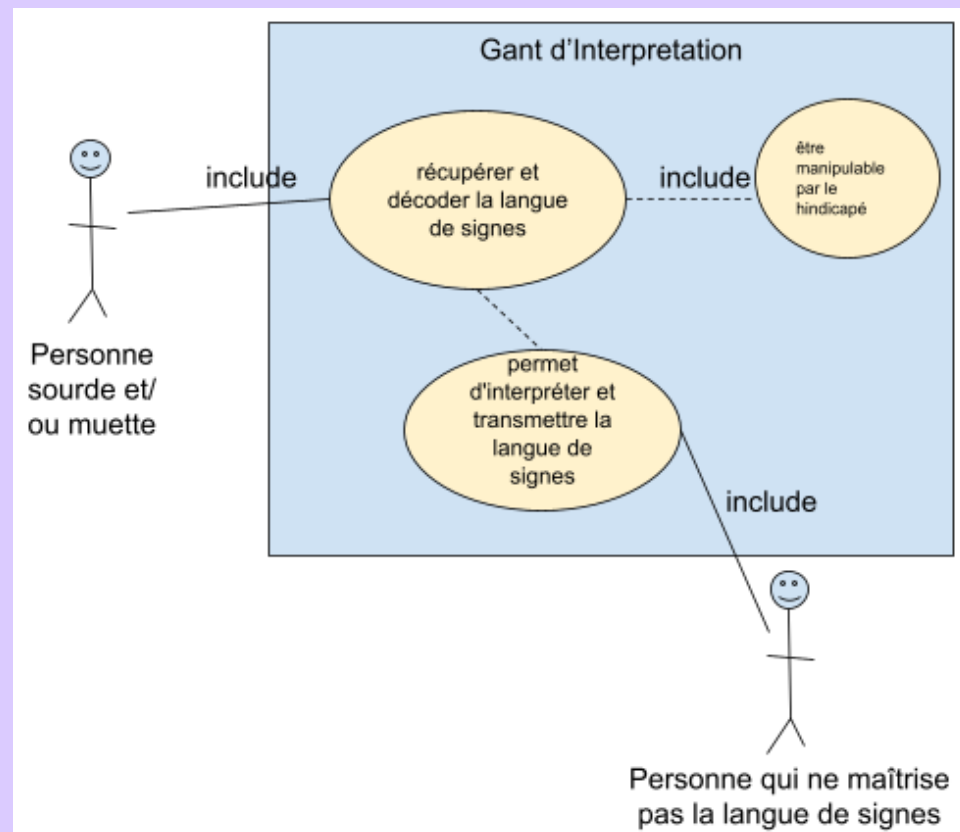 Gant d'Interpretation
include
récupérer et
décoder la langue
de signes
include
être
manipulable
par le
hindicapé
Personne
sourde et/
ou muette
permet
d'interpréter et
transmettre la
langue de
signes
include
Personne qui ne maîtrise
pas la langue de signes